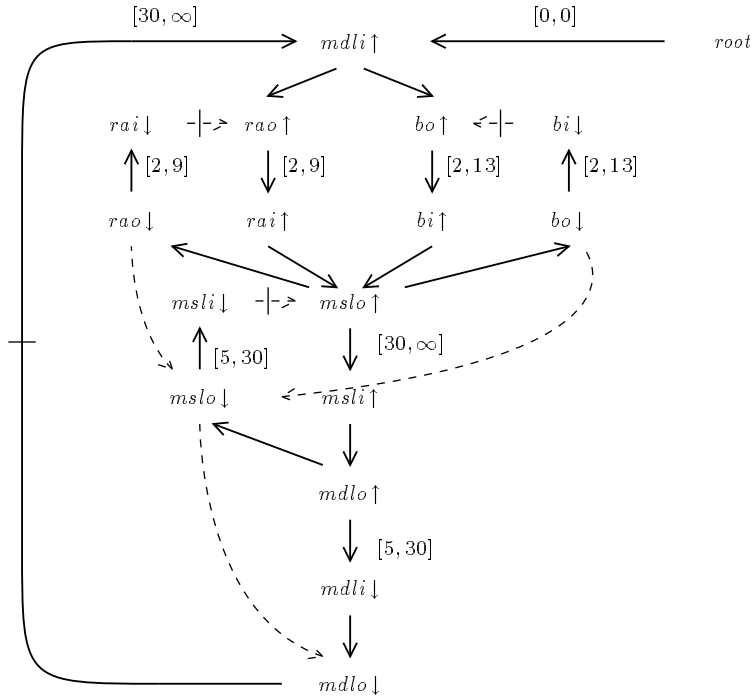 [30, ∞] [0, 0]
mdli↑ root
rai↓ rao↑ bo↑ bi↓
[2, 9] [2, 9] [2, 13] [2, 13]
rao↓ rai↑ bi↑ bo↓
msli↓ mslo↑
[30, ∞]
[5, 30]
mslo↓ msli↑
mdlo↑
[5, 30]
mdli↓
mdlo↓